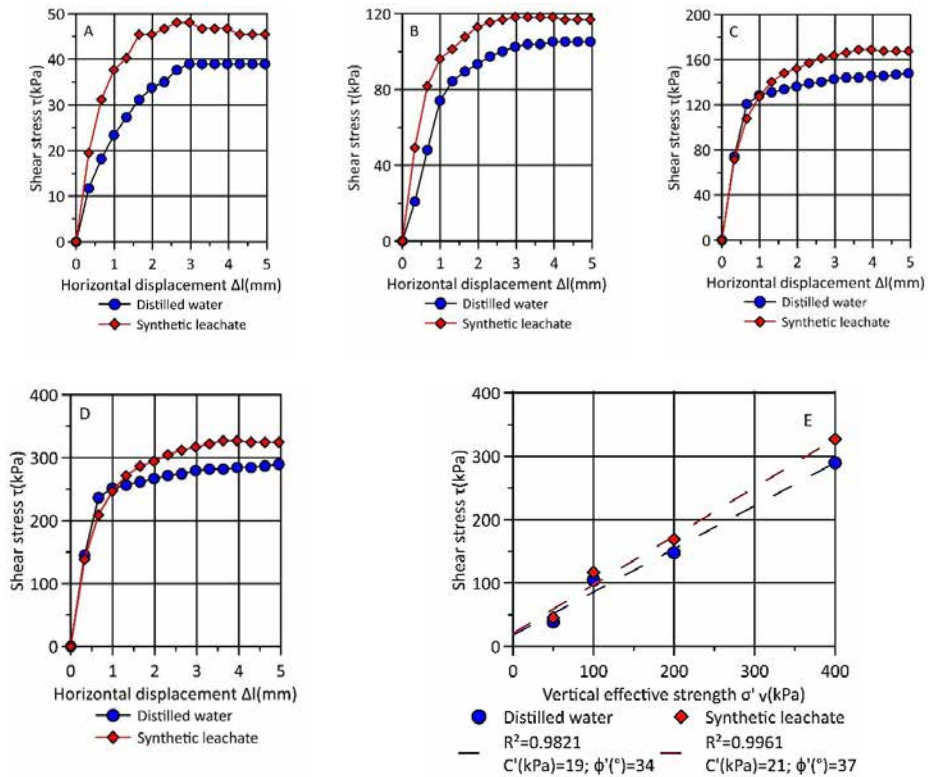 A
50
40
30
20
10
0
Shear stress τ(kPa)
0 1 2 3 4 5
Horizontal displacement Δl(mm)
Distilled water
Synthetic leachate
B
120
80
40
0
Shear stress τ(kPa)
0 1 2 3 4 5
Horizontal displacement Δl(mm)
Distilled water
Synthetic leachate
C
200
160
120
80
40
0
Shear stress τ(kPa)
0 1 2 3 4 5
Horizontal displacement Δl(mm)
Distilled water
Synthetic leachate
D
400
300
200
100
0
Shear stress τ(kPa)
0 1 2 3 4 5
Horizontal displacement Δl(mm)
Distilled water
Synthetic leachate
E
400
300
200
100
0
Shear stress τ(kPa)
0 100 200 300 400
Vertical effective strength σ'v(kPa)
Distilled water
R²=0.9821
C'(kPa)=19; ϕ'(°)=34
Synthetic leachate
R²=0.9961
C'(kPa)=21; ϕ'(°)=37